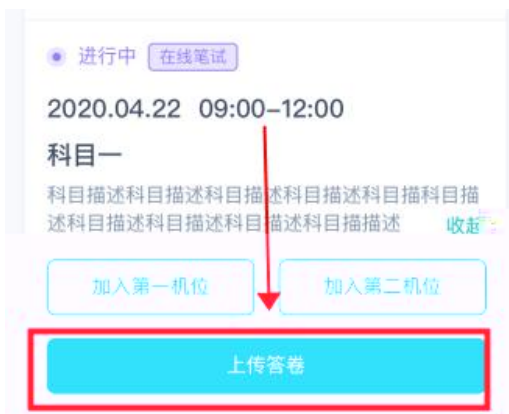 进行中 在线笔试
2020.04.22 09:00-12:00
科目一
科目描述科目描述科目描述科目描述科目描科目描
述科目描述科目描述科目描述科目描描述 收起
加入第一机位 加入第二机位
上传答卷